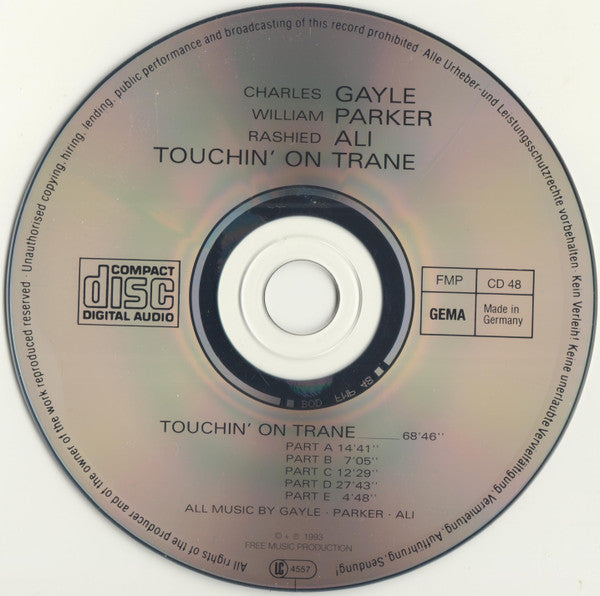 All rights of the producer and of the owner of the work reproduced reserved · Unauthorised copying, hiring, lending, public performance and broadcasting of this record prohibited · Alle Urheber- und Leistungsschutzrechte vorbehalten · Kein Verleih! Keine unerlaubte Vervielfältigung, Vermietung, Aufführung, Sendung!
CHARLES GAYLE
WILLIAM PARKER
RASHIED ALI
TOUCHIN' ON TRANE
COMPACT
disc
DIGITAL AUDIO
FMP CD 48
GEMA Made in Germany
BOD FMP 48
TOUCHIN' ON TRANE 68'46''
PART A 14'41''
PART B 7'05''
PART C 12'29''
PART D 27'43''
PART E 4'48''
ALL MUSIC BY GAYLE · PARKER · ALI
© + ℗ 1993
FREE MUSIC PRODUCTION
LC 4557